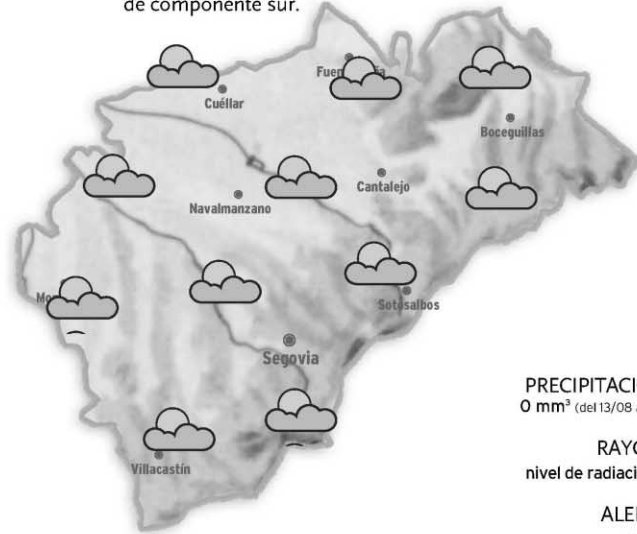 de componente sur.
Cuéllar
Boceguillas
Cantalejo
Navalmanzano
Sotosalbos
Segovia
Villacastín
PRECIPITACI
0 mm³ (del 13/08
RAYO
nivel de radiaci
ALE